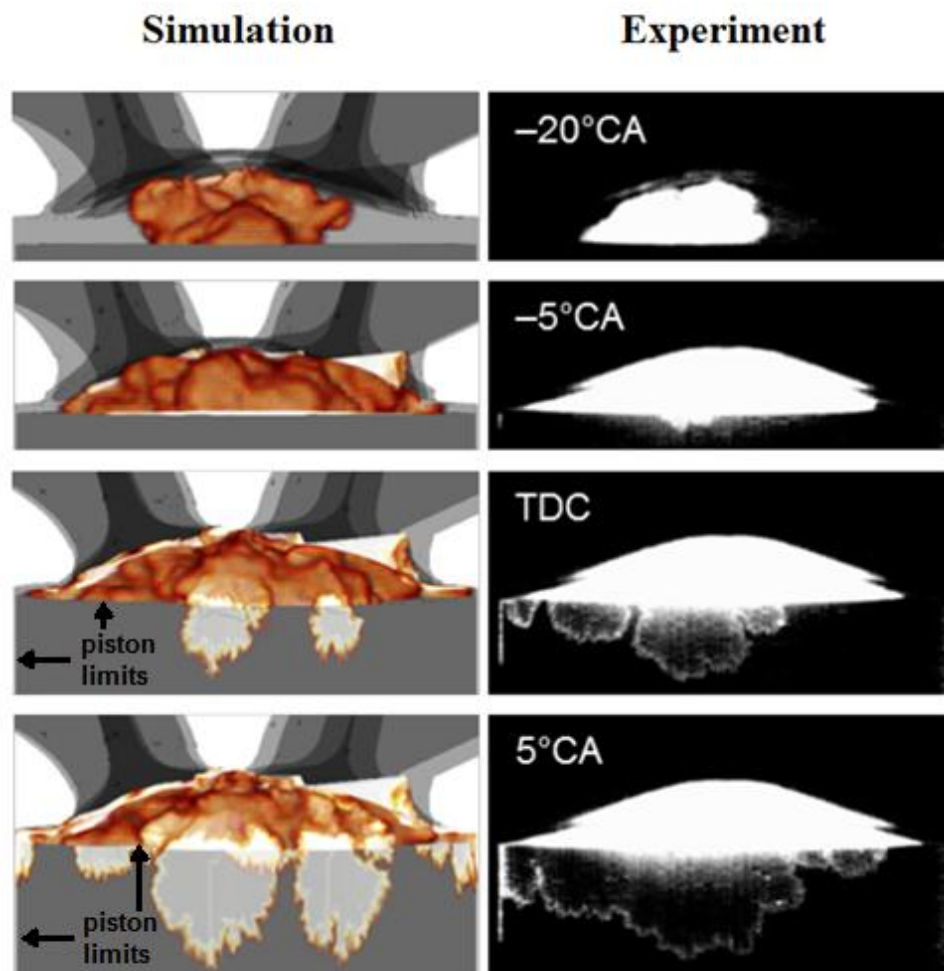 Simulation
Experiment
–20°CA
–5°CA
TDC
piston
limits
5°CA
piston
limits